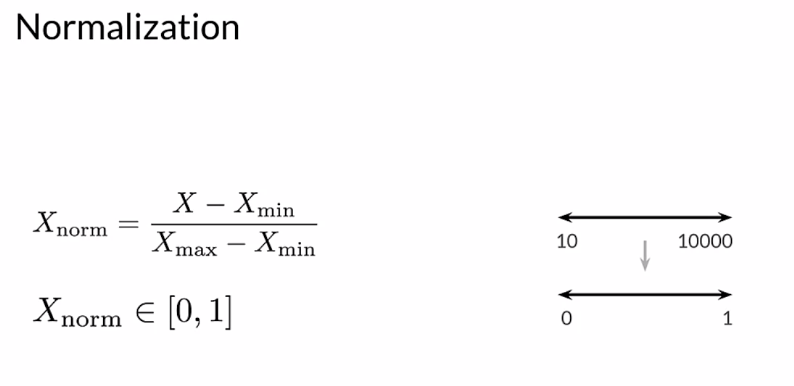 Normalization
X_norm = (X − X_min) / (X_max − X_min)
X_norm ∈ [0, 1]
10 10000
0 1